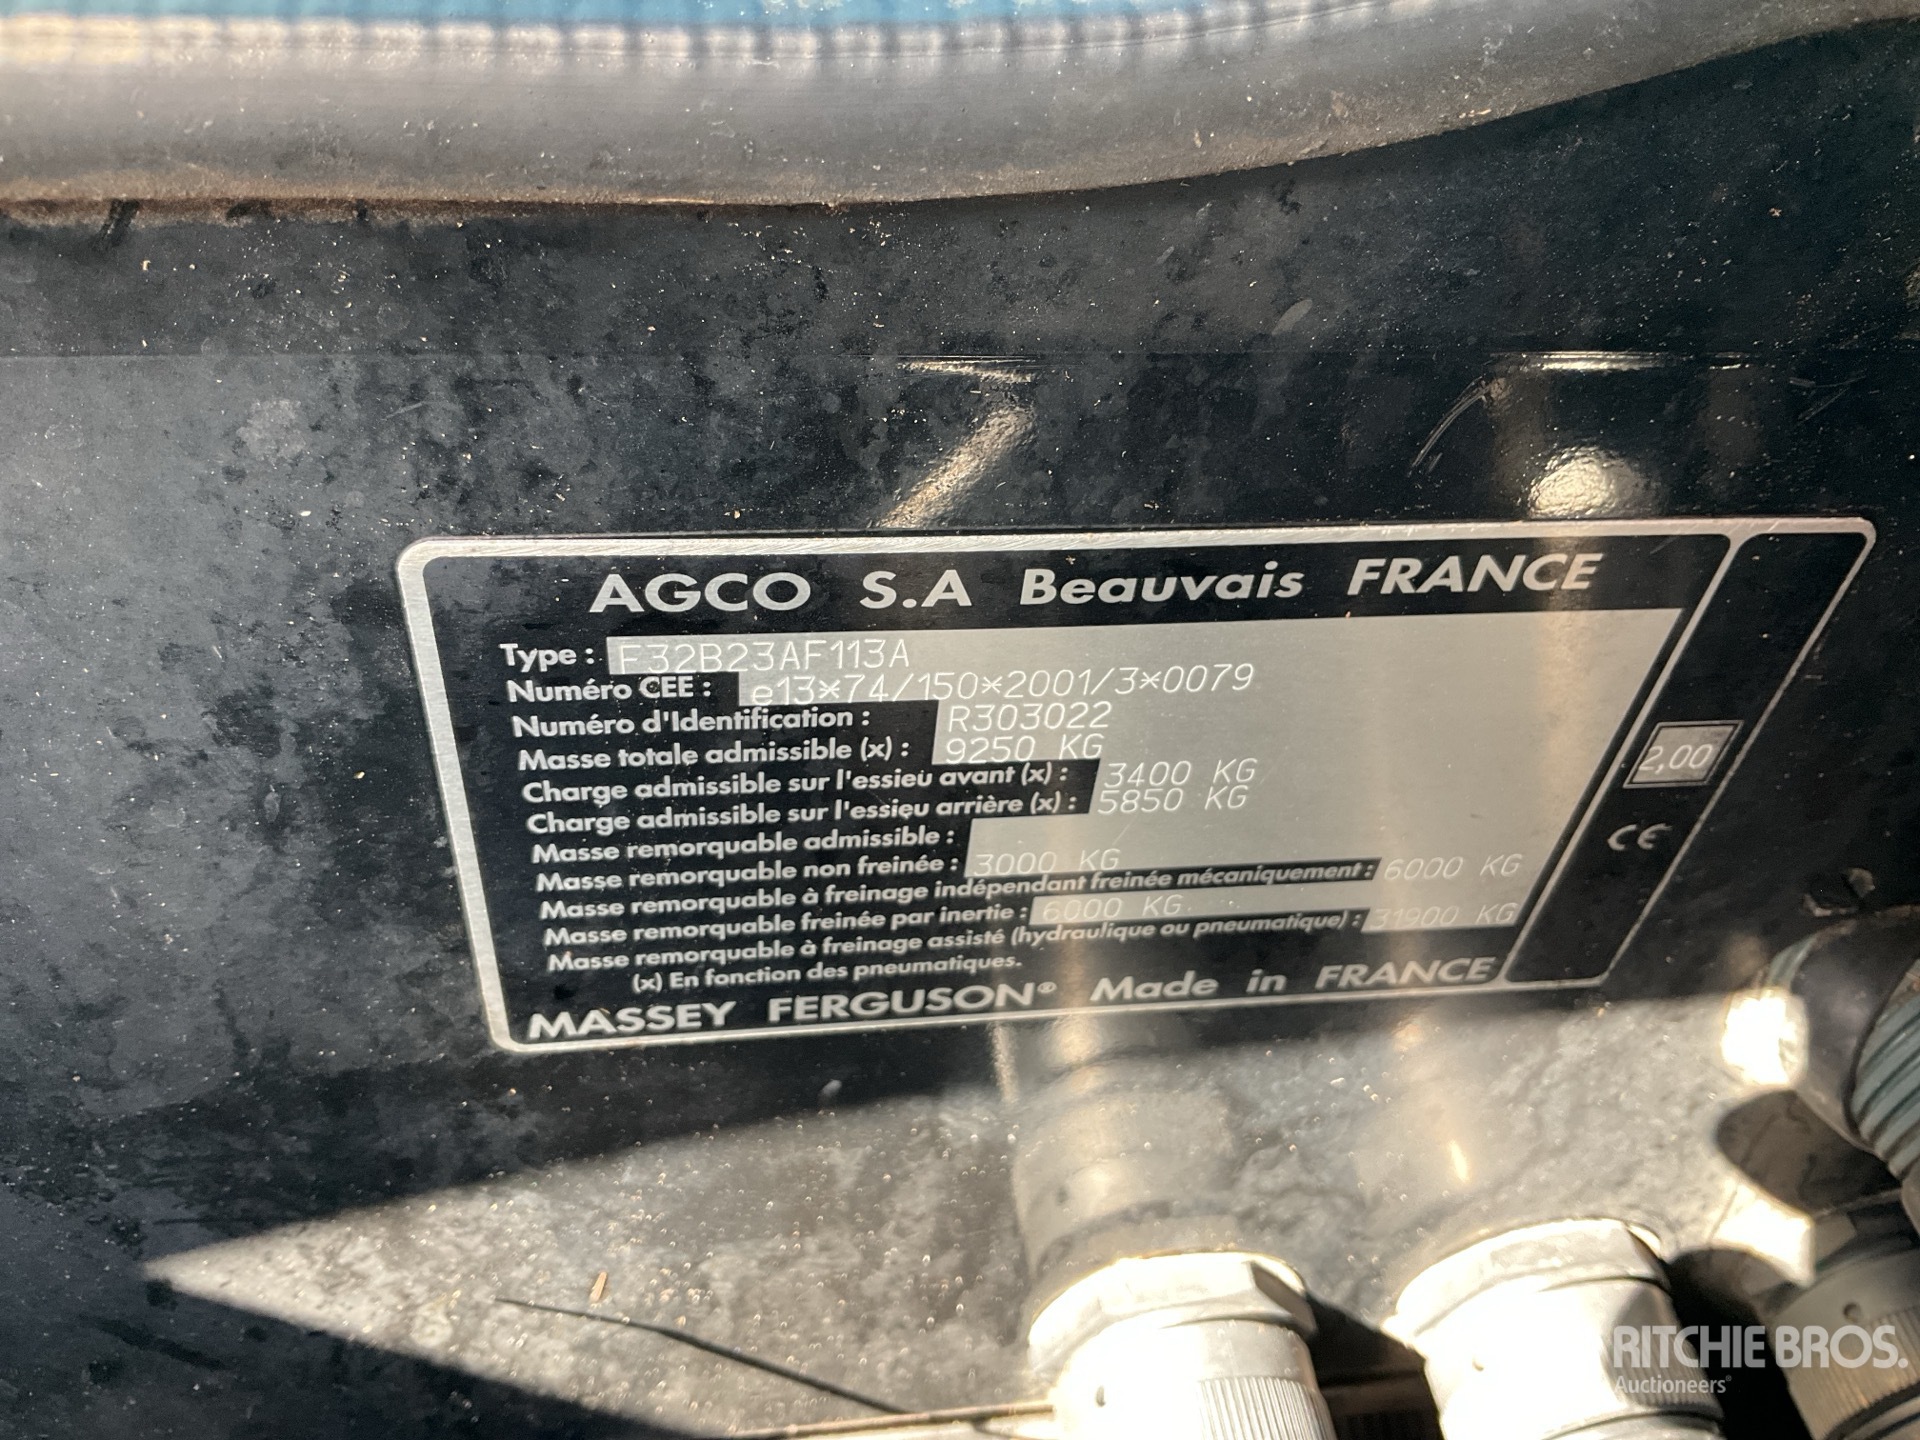 AGCO S.A Beauvais FRANCE
Type : F32B23AF113A
Numéro CEE : e13*74/150*2001/3*0079
Numéro d'Identification : R303022
Masse totale admissible (x) : 9250 KG
Charge admissible sur l'essieu avant (x) : 3400 KG
Charge admissible sur l'essieu arrière (x) : 5850 KG
Masse remorquable admissible :
Masse remorquable non freinée : 3000 KG
Masse remorquable à freinage indépendant freinée mécaniquement : 6000 KG
Masse remorquable freinée par inertie : 6000 KG
Masse remorquable à freinage assisté (hydraulique ou pneumatique) : 31900 KG
(x) En fonction des pneumatiques.
MASSEY FERGUSON® Made in FRANCE
2,00
CE
RITCHIE BROS.
Auctioneers®